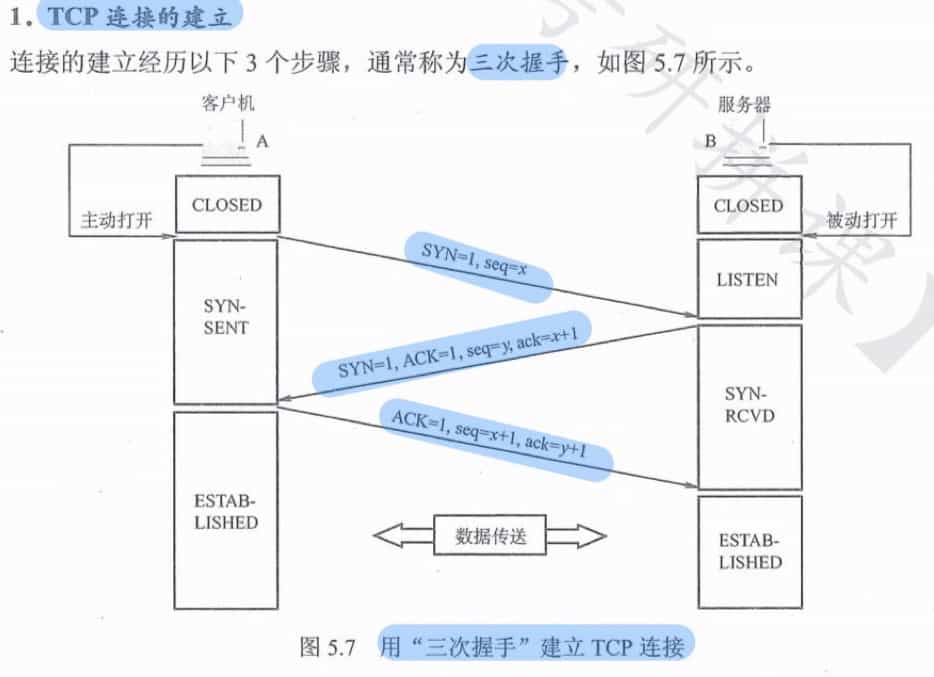 1. TCP 连接的建立
连接的建立经历以下 3 个步骤，通常称为三次握手，如图 5.7 所示。
客户机
服务器
A
B
CLOSED
CLOSED
主动打开
被动打开
SYN=1, seq=x
LISTEN
SYN-
SENT
SYN=1, ACK=1, seq=y, ack=x+1
SYN-
RCVD
ACK=1, seq=x+1, ack=y+1
ESTAB-
LISHED
数据传送
ESTAB-
LISHED
图 5.7 用“三次握手”建立 TCP 连接
研拼课】